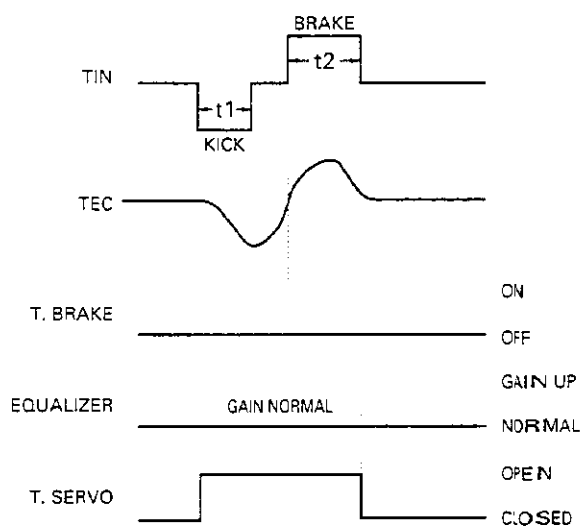 BRAKE
TIN
t2
t1
KICK
TEC
ON
T. BRAKE
OFF
GAIN UP
EQUALIZER
GAIN NORMAL
NORMAL
OPEN
T. SERVO
CLOSED